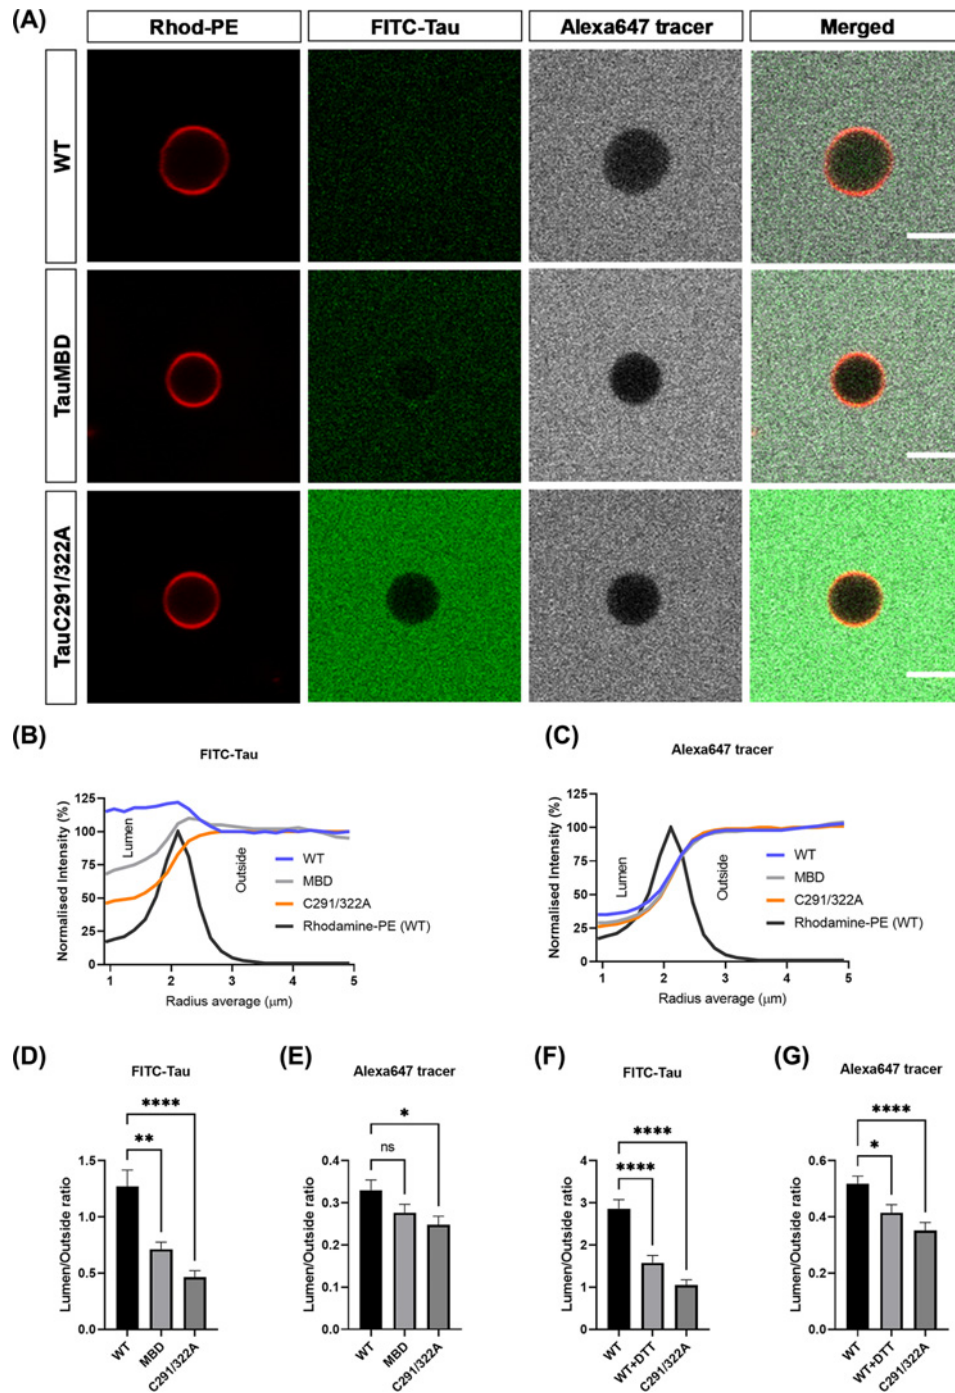 (A)
Rhod-PE FITC-Tau Alexa647 tracer Merged
WT
TauMBD
TauC291/322A
(B)
FITC-Tau
Normalised Intensity (%)
125
100
75
50
25
0
Lumen
Outside
WT
MBD
C291/322A
Rhodamine-PE (WT)
1 2 3 4 5
Radius average (μm)
(C)
Alexa647 tracer
Normalised Intensity (%)
125
100
75
50
25
0
Lumen
Outside
WT
MBD
C291/322A
Rhodamine-PE (WT)
1 2 3 4 5
Radius average (μm)
(D)
FITC-Tau
Lumen/Outside ratio
****
**
1.5
1.0
0.5
0.0
WT MBD C291/322A
(E)
Alexa647 tracer
Lumen/Outside ratio
*
ns
0.4
0.3
0.2
0.1
0.0
WT MBD C291/322A
(F)
FITC-Tau
Lumen/Outside ratio
****
****
4
3
2
1
0
WT WT+DTT C291/322A
(G)
Alexa647 tracer
Lumen/Outside ratio
****
*
0.6
0.4
0.2
0.0
WT WT+DTT C291/322A